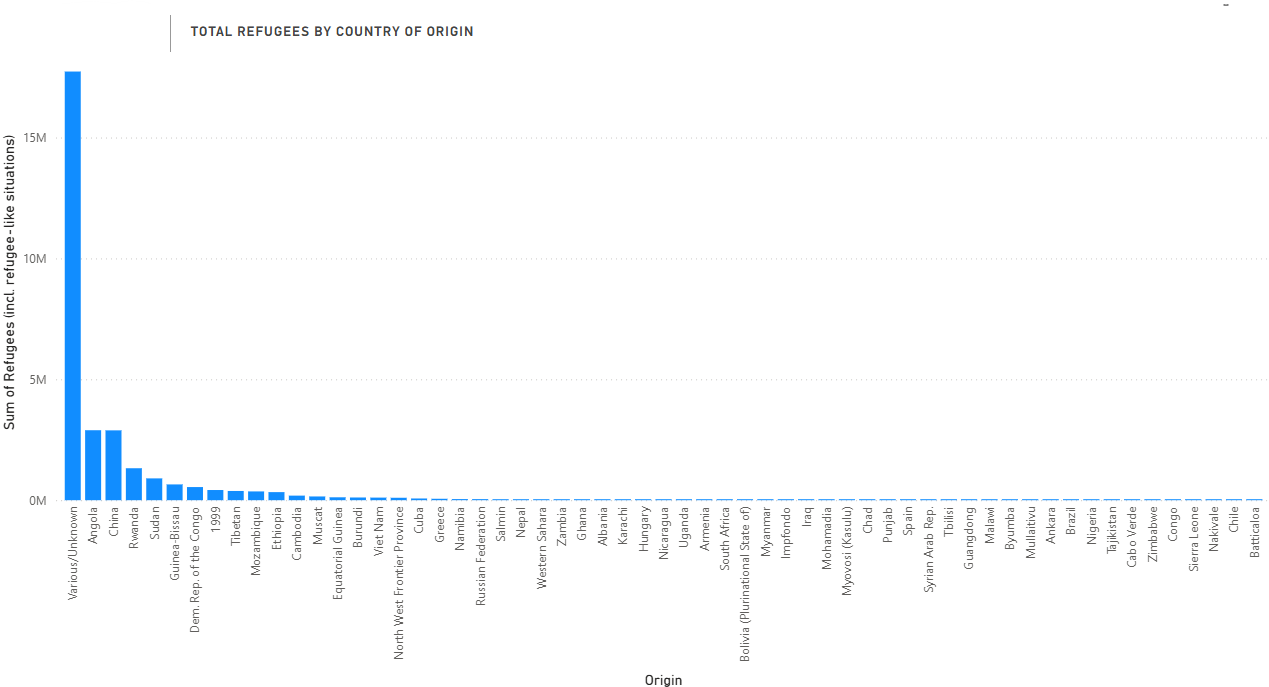 TOTAL REFUGEES BY COUNTRY OF ORIGIN
Sum of Refugees (incl. refugee-like situations)
15M
10M
5M
0M
Various/Unknown
Angola
China
Rwanda
Sudan
Guinea-Bissau
Dem. Rep. of the Congo
1999
Tibetan
Mozambique
Ethiopia
Cambodia
Muscat
Equatorial Guinea
Burundi
Viet Nam
North West Frontier Province
Cuba
Greece
Namibia
Russian Federation
Salmin
Nepal
Western Sahara
Zambia
Ghana
Albania
Karachi
Hungary
Nicaragua
Uganda
Armenia
South Africa
Bolivia (Plurinational State of)
Myanmar
Impfondo
Iraq
Mohamadia
Myovosi (Kasulu)
Chad
Punjab
Spain
Syrian Arab Rep.
Tbilisi
Guangdong
Malawi
Byumba
Mullaitivu
Ankara
Brazil
Nigeria
Tajikistan
Cabo Verde
Zimbabwe
Congo
Sierra Leone
Nakivale
Chile
Batticaloa
Origin